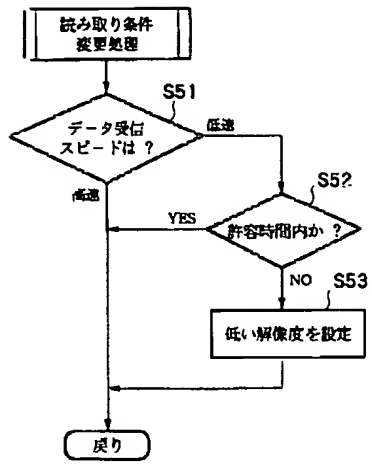 読み取り条件
変更処理
S51
データ受信
スピードは ?
低速
高速
S52
YES
許容時間内か ?
NO
S53
低い解像度を設定
戻り